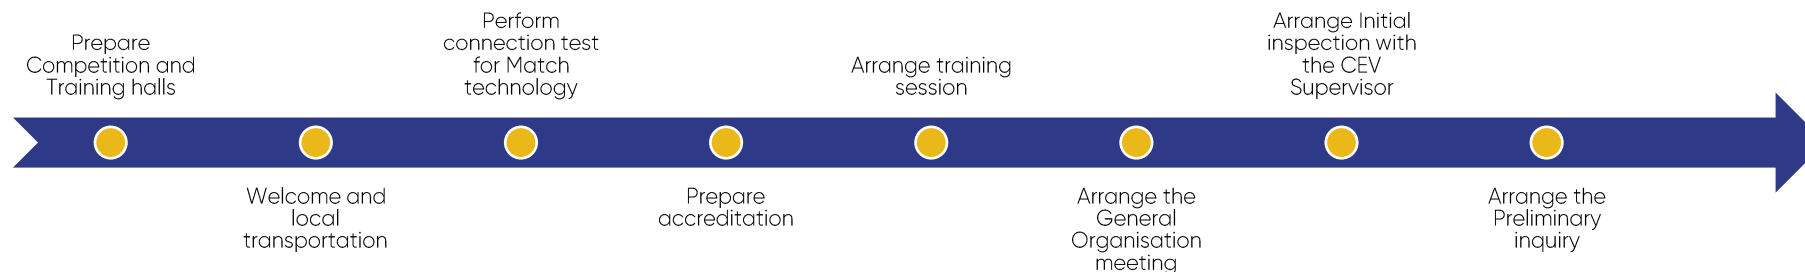 Prepare
Competition and
Training halls
Welcome and
local
transportation
Perform
connection test
for Match
technology
Prepare
accreditation
Arrange training
session
Arrange the
General
Organisation
meeting
Arrange Initial
inspection with
the CEV
Supervisor
Arrange the
Preliminary
inquiry